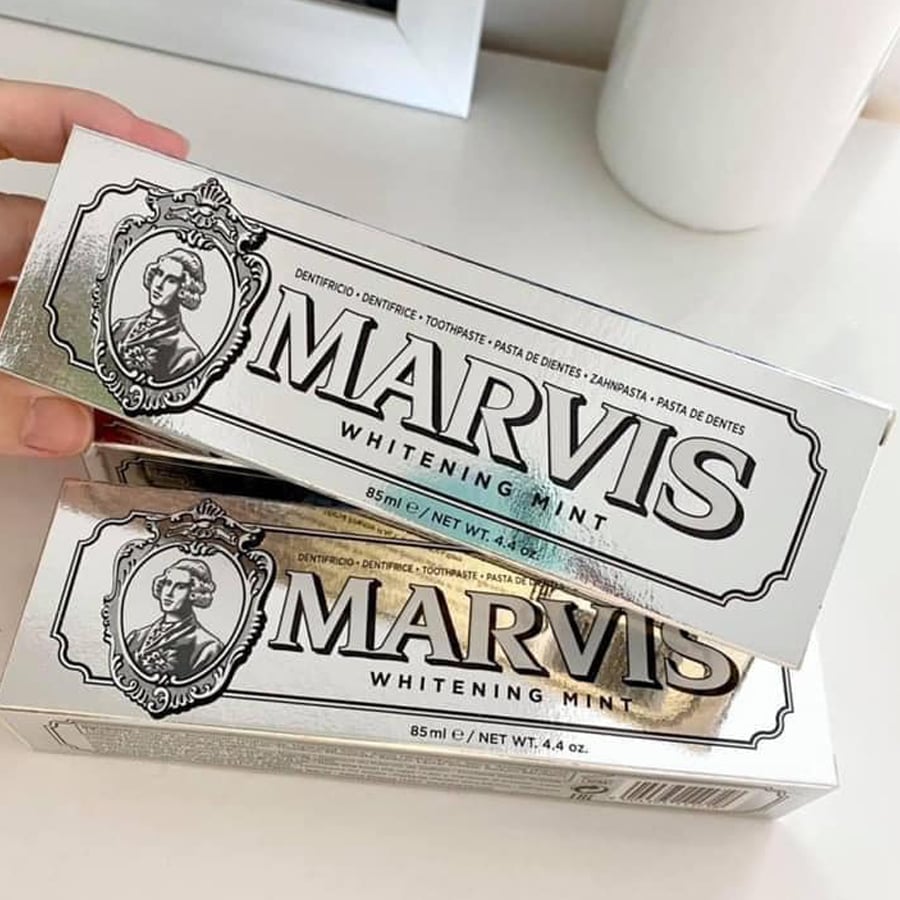 DENTIFRICIO • DENTIFRICE • TOOTHPASTE • PASTA DE DIENTES • ZAHNPASTA • PASTA DE DENTES
MARVIS
WHITENING MINT
85ml ℮ / NET WT. 4.4 oz.
DENTIFRICIO • DENTIFRICE • TOOTHPASTE • PASTA DE
MARVIS
WHITENING MINT
85ml ℮ / NET WT. 4.4 oz.